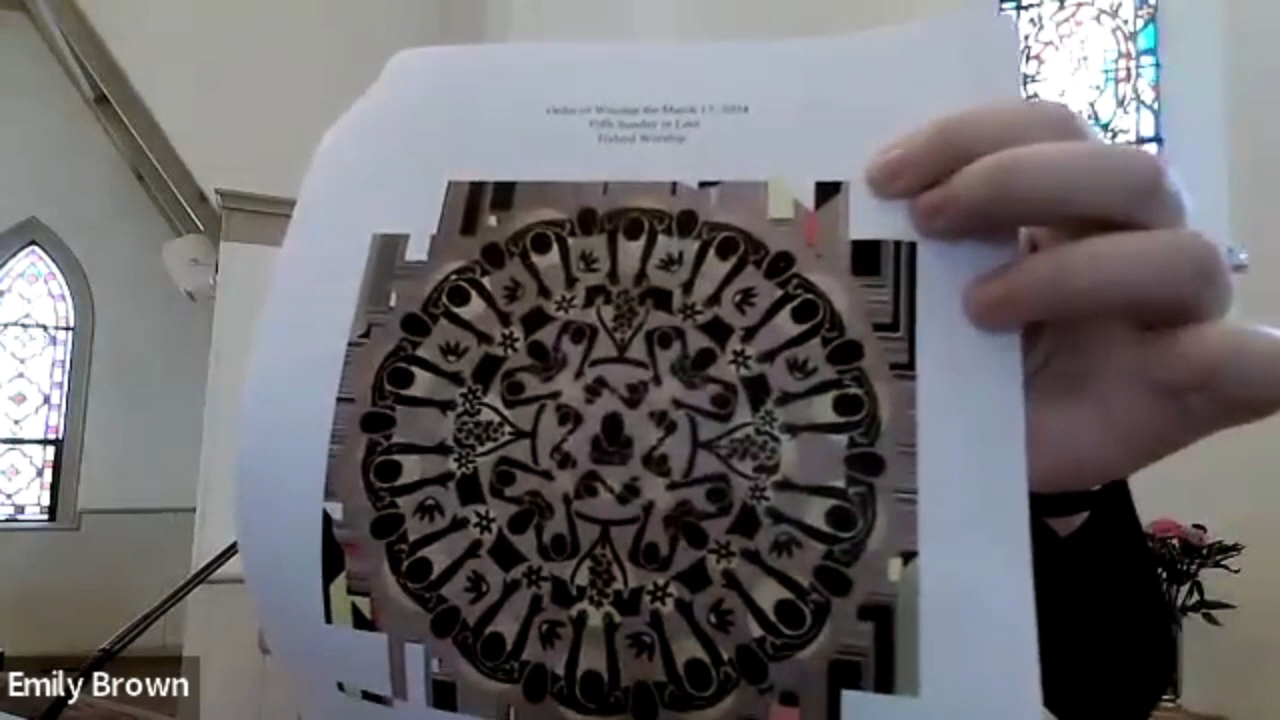 Order of Worship for March 17, 2024
Fifth Sunday in Lent
Hybrid Worship
Emily Brown